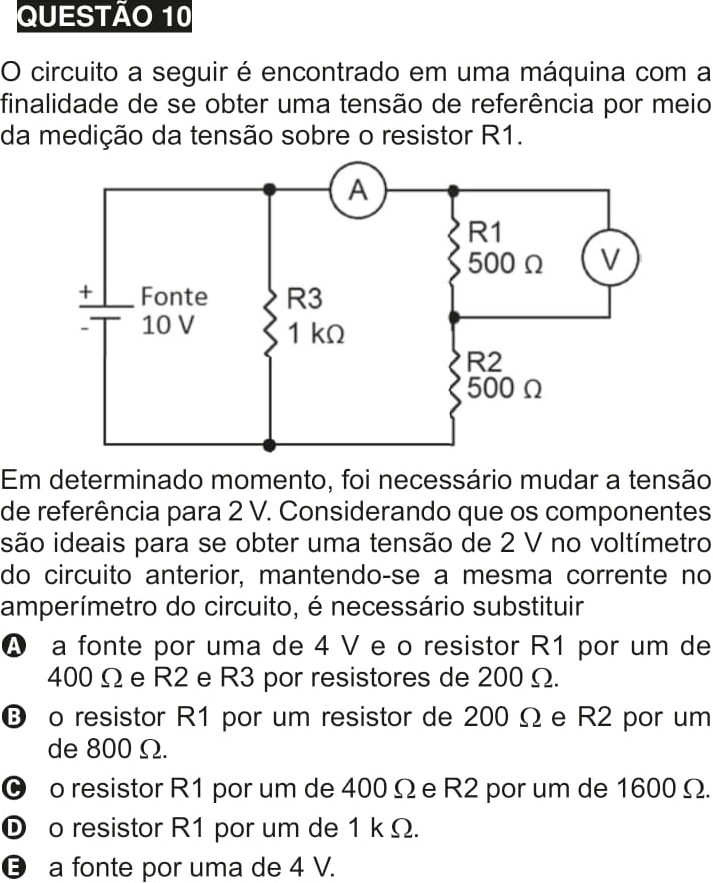 QUESTÃO 10
O circuito a seguir é encontrado em uma máquina com a
finalidade de se obter uma tensão de referência por meio
da medição da tensão sobre o resistor R1.
A
R1
500 Ω
V
+
Fonte
-
10 V
R3
1 kΩ
R2
500 Ω
Em determinado momento, foi necessário mudar a tensão
de referência para 2 V. Considerando que os componentes
são ideais para se obter uma tensão de 2 V no voltímetro
do circuito anterior, mantendo-se a mesma corrente no
amperímetro do circuito, é necessário substituir
A a fonte por uma de 4 V e o resistor R1 por um de
400 Ω e R2 e R3 por resistores de 200 Ω.
B o resistor R1 por um resistor de 200 Ω e R2 por um
de 800 Ω.
C o resistor R1 por um de 400 Ω e R2 por um de 1600 Ω.
D o resistor R1 por um de 1 k Ω.
E a fonte por uma de 4 V.